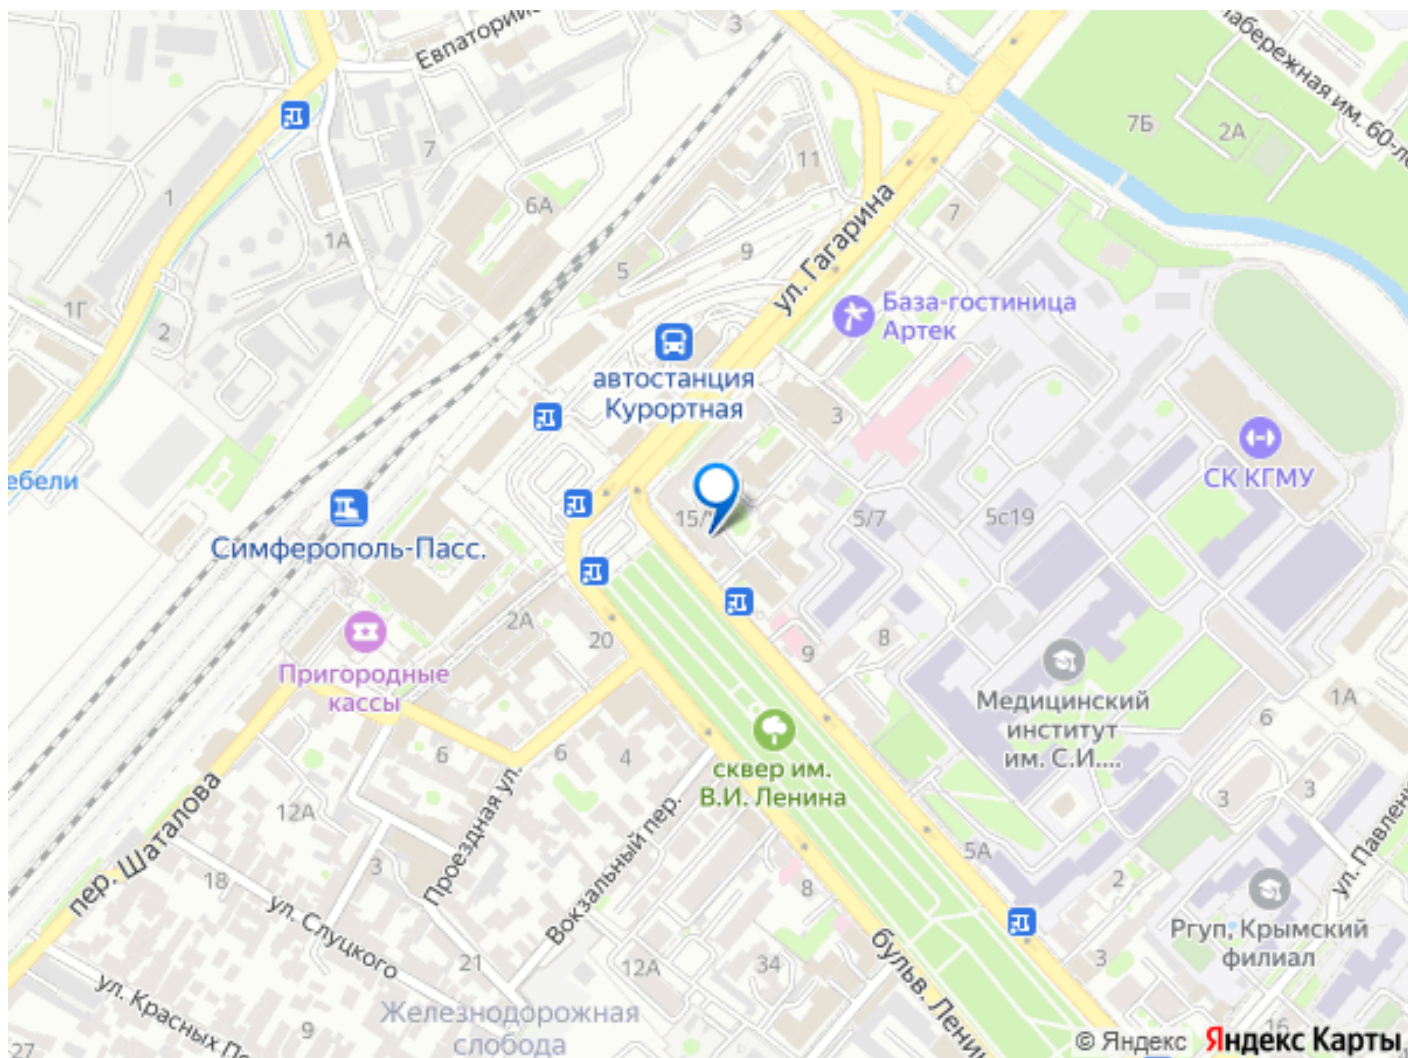 Евпаторийс
3
набережная им. 60-ле
7Б
2А
7
11
1
6А
7
1А
9
5
ул. Гагарина
1Г
2
База-гостиница
Артек
автостанция
Курортная
3
СК КГМУ
ебели
15/
5/7
5с19
Симферополь-Пасс.
2А
20
8
9
Пригородные
кассы
Медицинский
институт
им. С.И....
1А
6
6
6
4
сквер им.
В.И. Ленина
3
3
12А
пер. Шаталова
Проездная ул.
Вокзальный пер.
ул. Павлен
5А
3
18
8
2
ул. Слуцкого
Ргуп, Крымский
филиал
бульв. Ленин
21
12А
34
3
27
ул. Красных П
9
Железнодорожная
слобода
16
© Яндекс Яндекс Карты